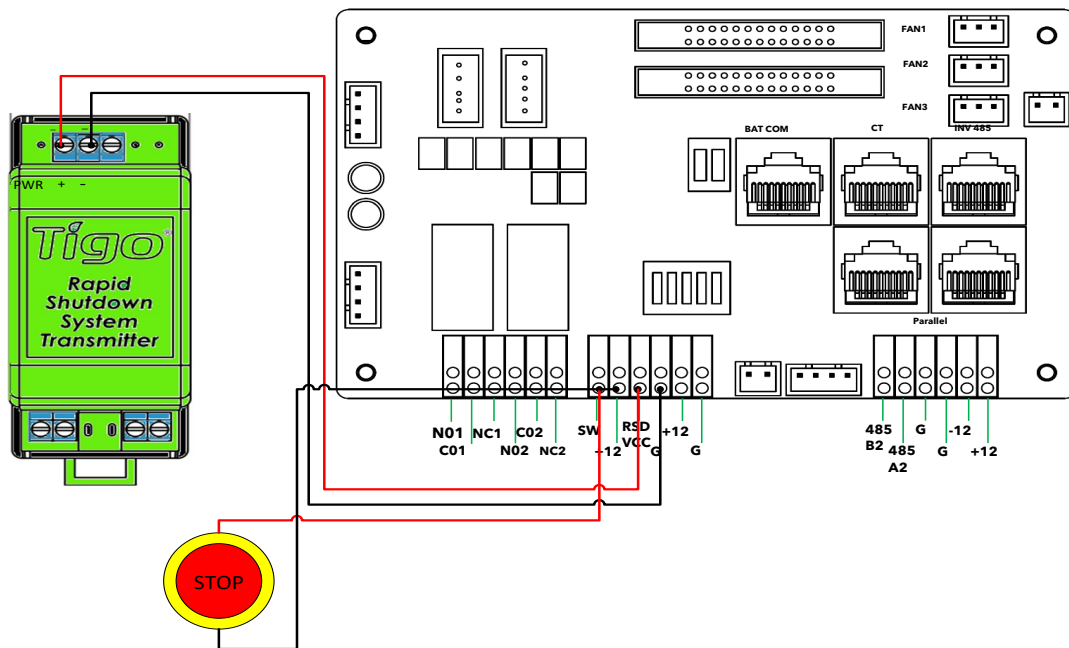 FAN1
FAN2
FAN3
BAT COM
CT
INV 485
PWR + −
Tigo®
Rapid
Shutdown
System
Transmitter
Parallel
N01
C01
NC1
N02
C02
NC2
SW
+12
RSD
VCC
G
+12
G
485
B2
485
A2
G
G
-12
+12
STOP